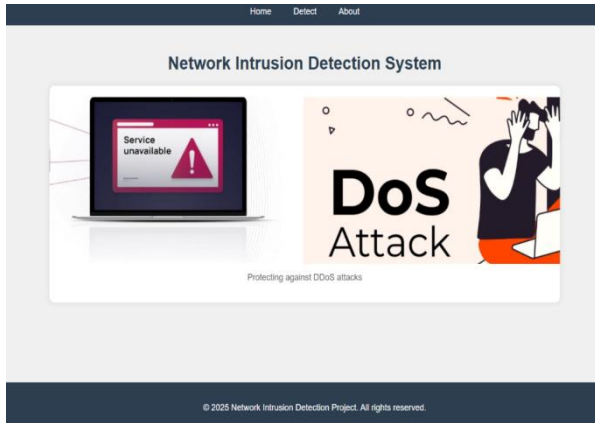 Home Detect About
Network Intrusion Detection System
Service
unavailable
DoS
Attack
Protecting against DDoS attacks
© 2025 Network Intrusion Detection Project. All rights reserved.